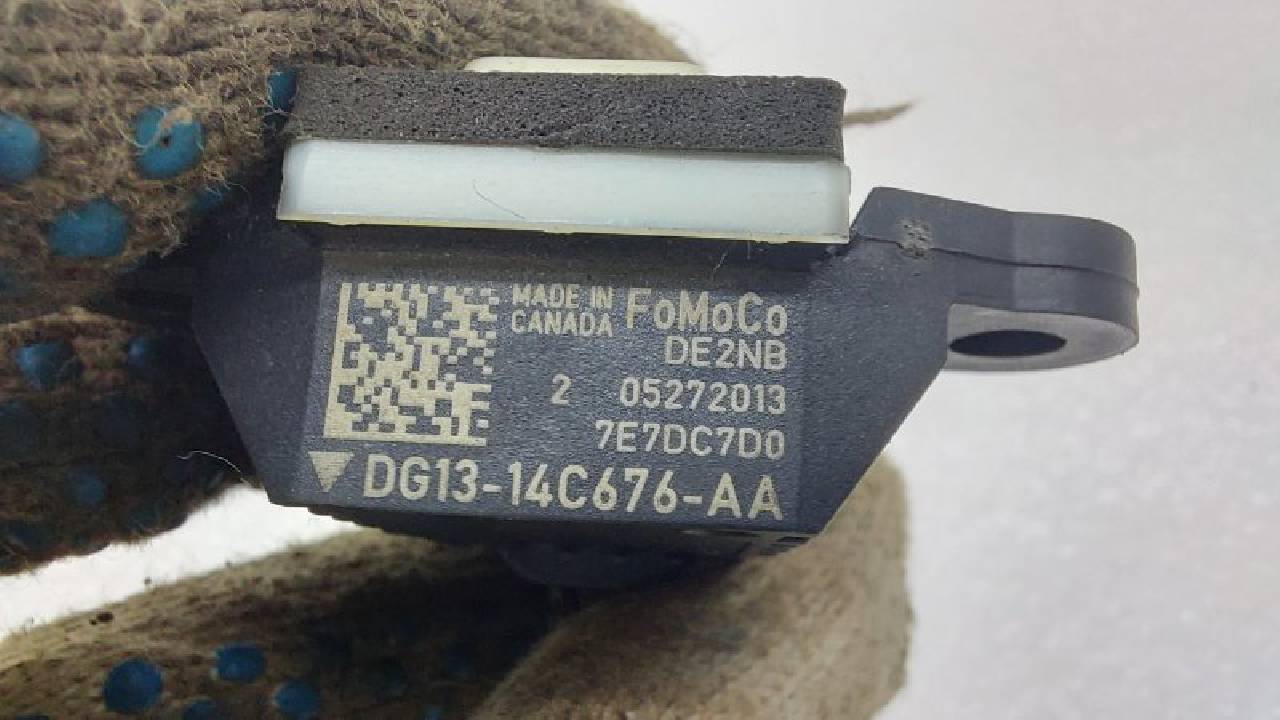 MADE IN
CANADA
FoMoCo
DE2NB
2 05272013
7E7DC7D0
DG13-14C676-AA